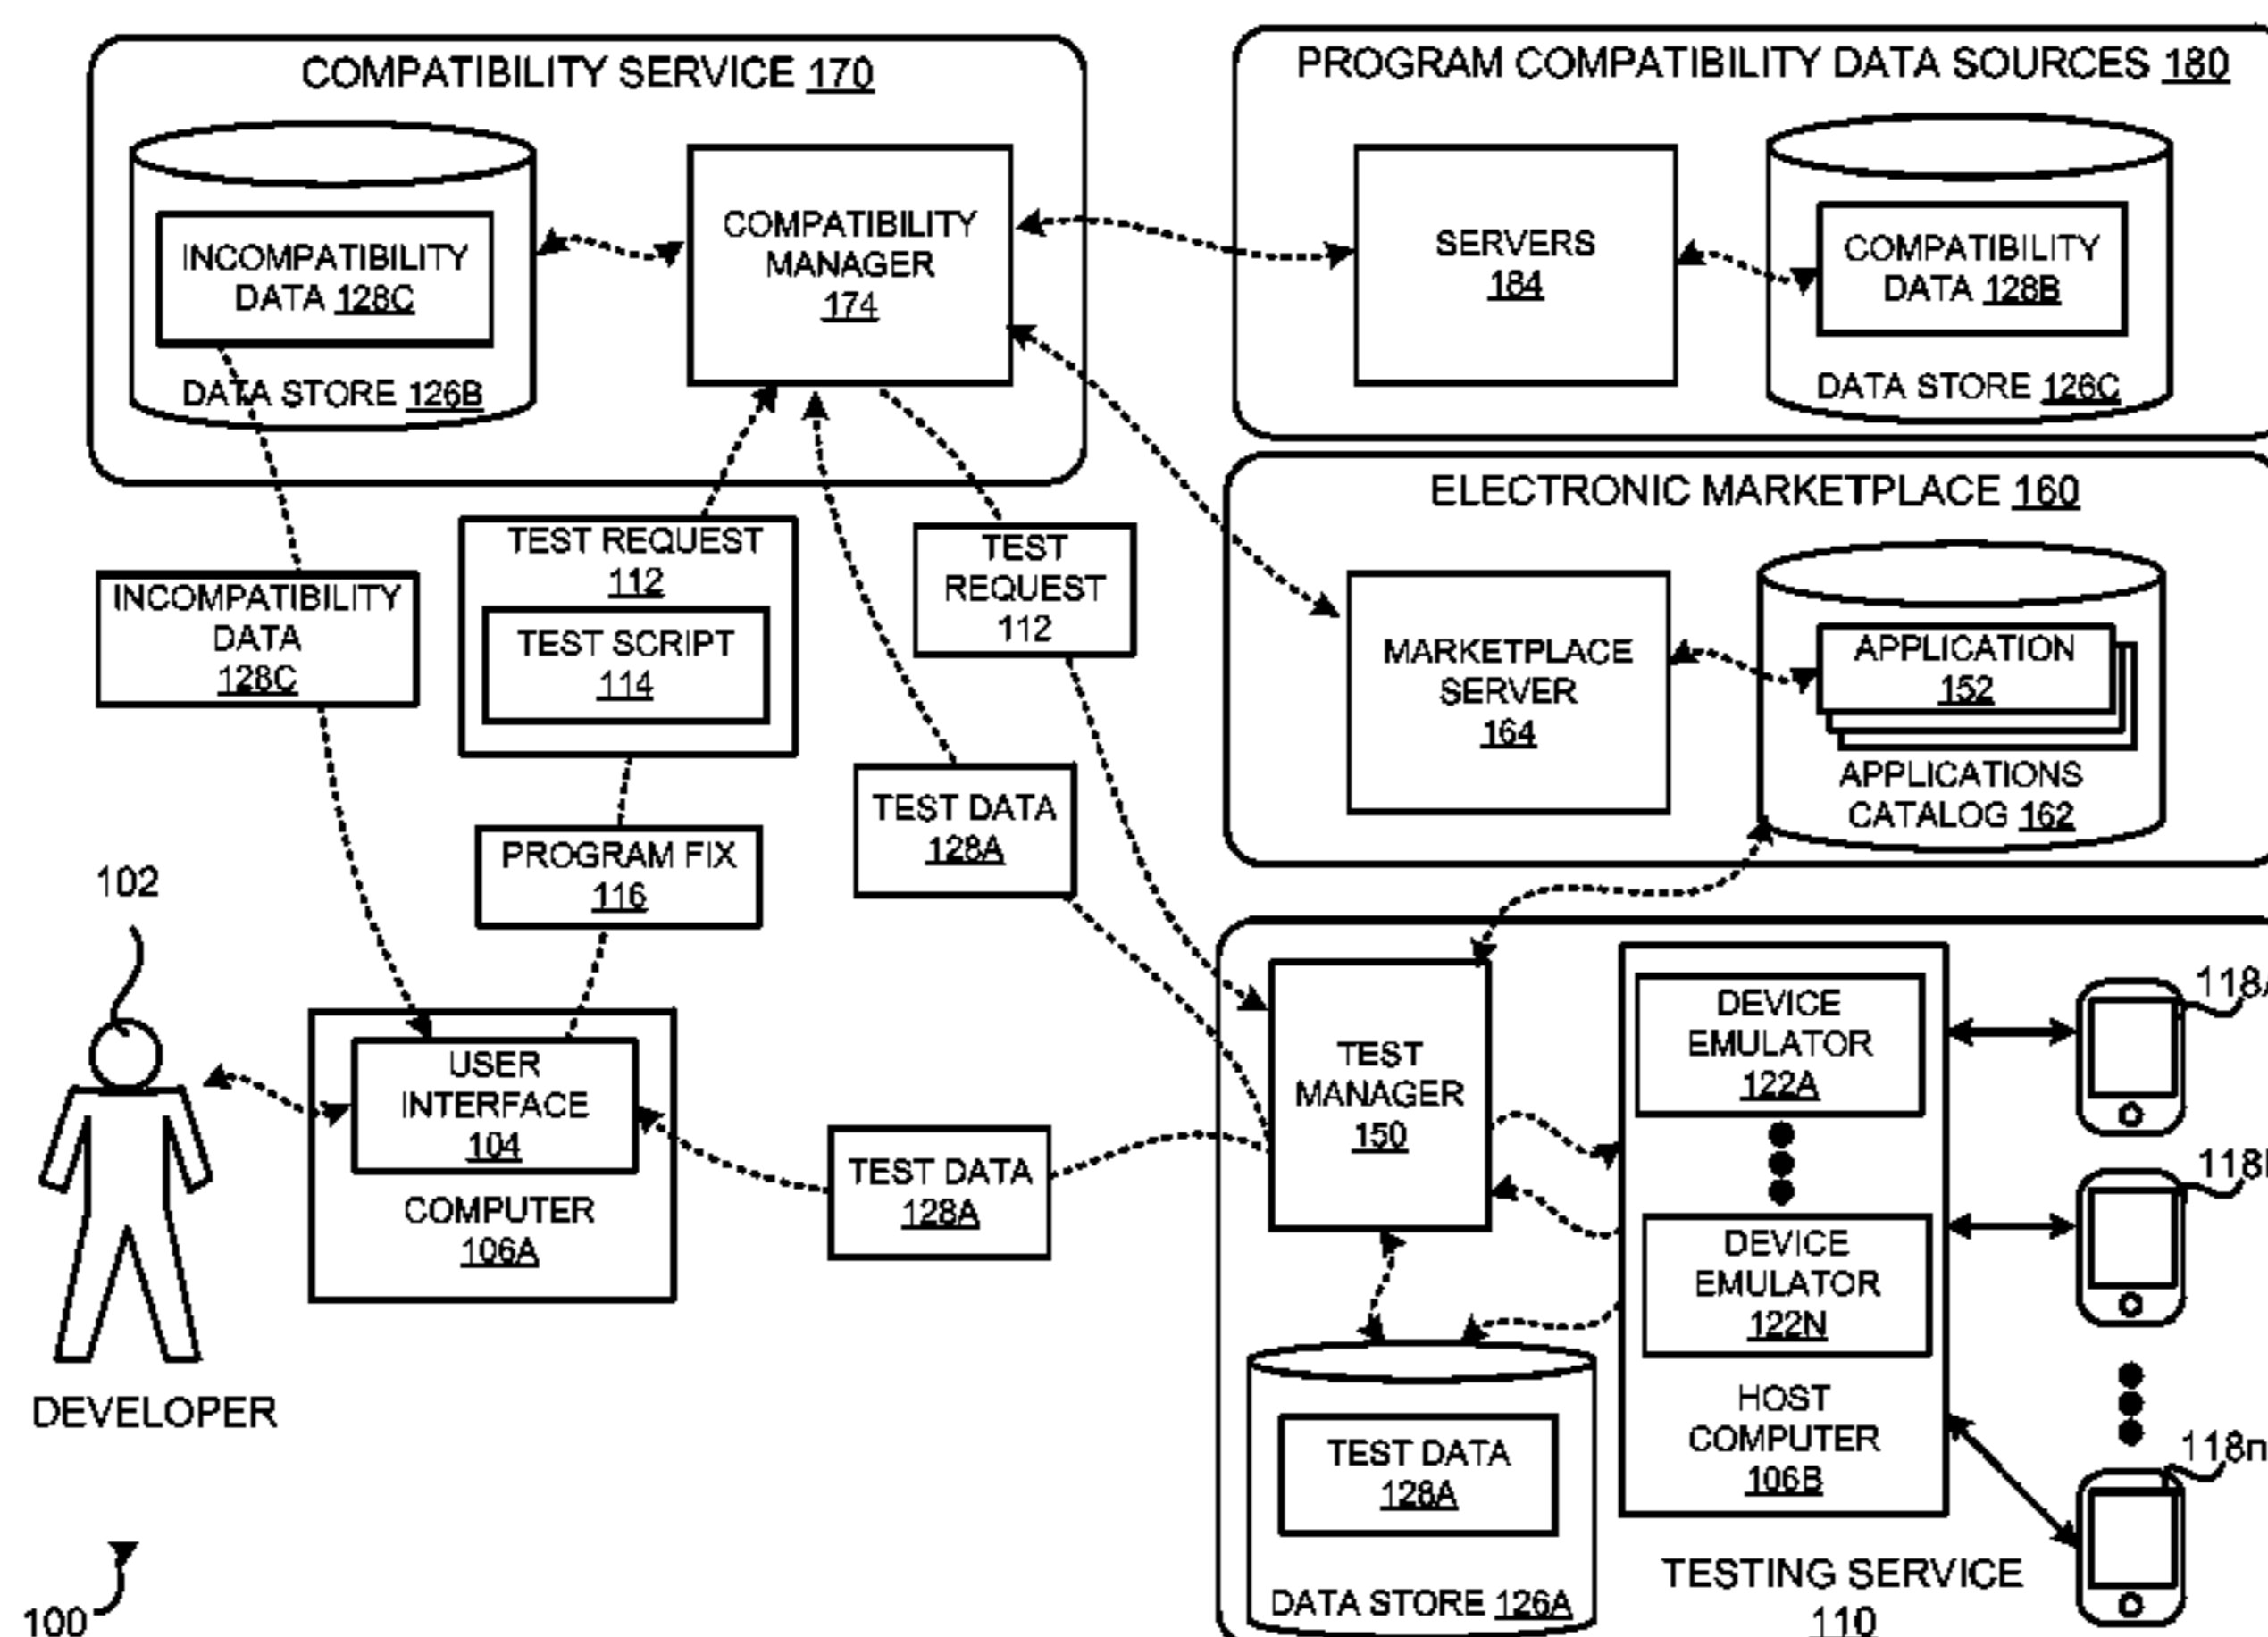 COMPATIBILITY SERVICE 170
INCOMPATIBILITY
DATA 128C
DATA STORE 126B
COMPATIBILITY
MANAGER
174
PROGRAM COMPATIBILITY DATA SOURCES 180
SERVERS
184
COMPATIBILITY
DATA 128B
DATA STORE 126C
ELECTRONIC MARKETPLACE 160
MARKETPLACE
SERVER
164
APPLICATION
152
APPLICATIONS
CATALOG 162
INCOMPATIBILITY
DATA
128C
TEST REQUEST
112
TEST SCRIPT
114
TEST
REQUEST
112
TEST DATA
128A
PROGRAM FIX
116
102
DEVELOPER
USER
INTERFACE
104
COMPUTER
106A
TEST DATA
128A
TEST
MANAGER
150
DEVICE
EMULATOR
122A
DEVICE
EMULATOR
122N
HOST
COMPUTER
106B
118A
118n
TEST DATA
128A
DATA STORE 126A
TESTING SERVICE
110
100